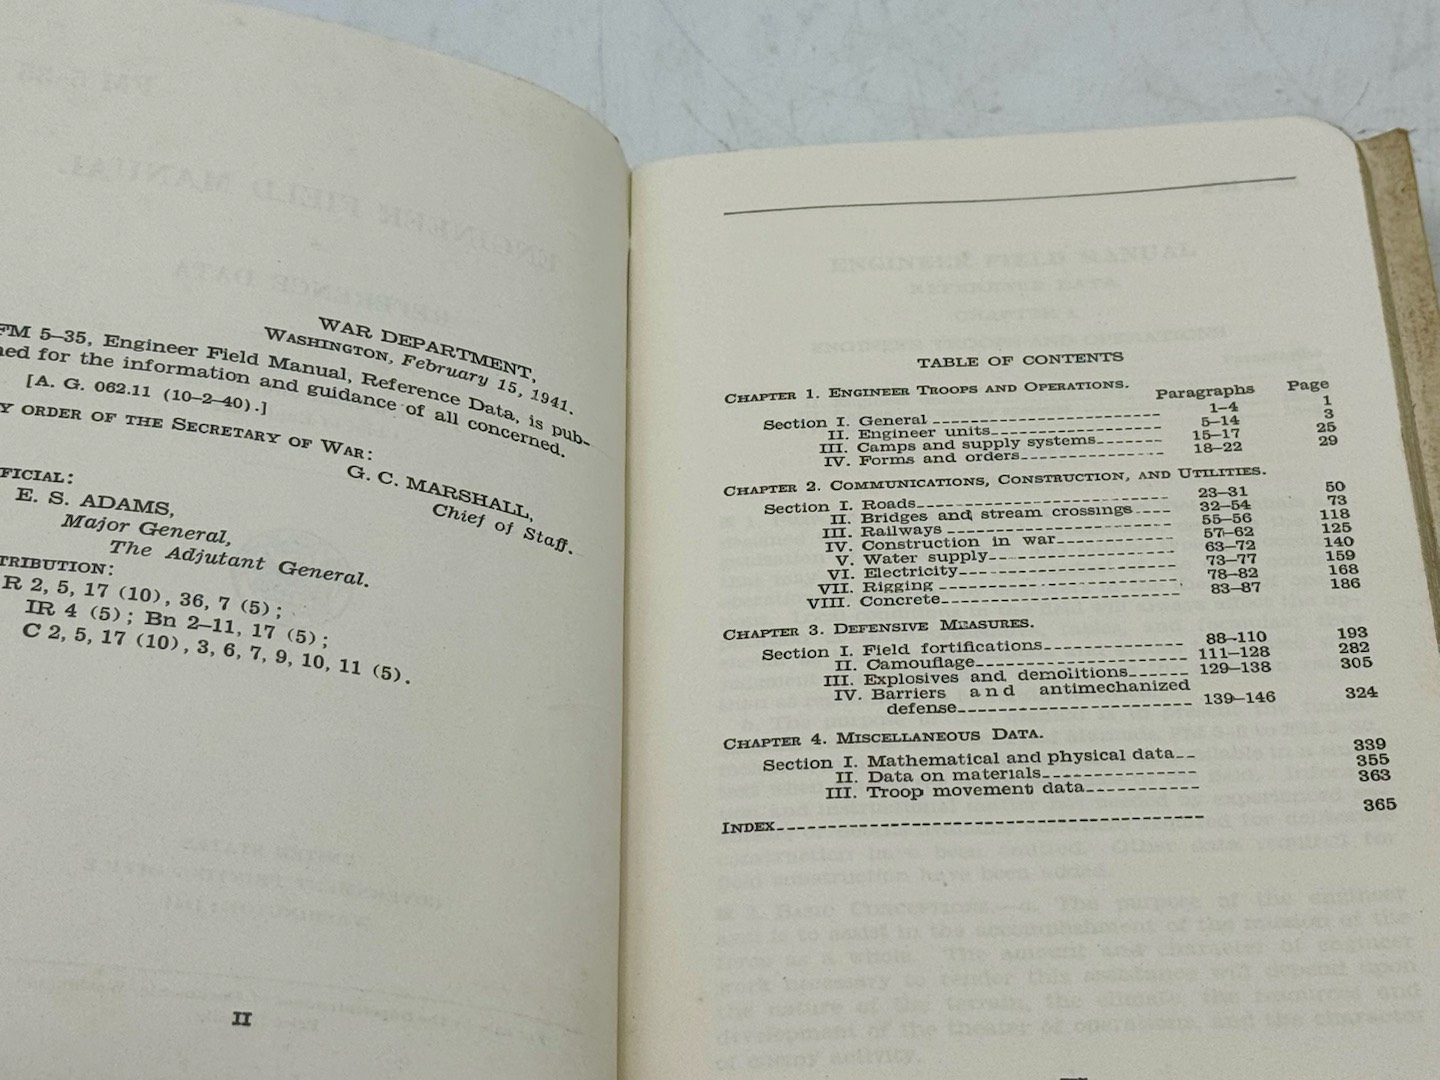 WAR DEPARTMENT,
WASHINGTON, February 15, 1941.
FM 5–35, Engineer Field Manual, Reference Data, is pub-
for the information and guidance of all concerned.
[A. G. 062.11 (10–2–40).]
ORDER OF THE SECRETARY OF WAR:
G. C. MARSHALL,
Chief of Staff.
E. S. ADAMS,
Major General,
The Adjutant General.
R 2, 5, 17 (10), 36, 7 (5);
IR 4 (5); Bn 2–11, 17 (5);
C 2, 5, 17 (10), 3, 6, 7, 9, 10, 11 (5).
II
TABLE OF CONTENTS
CHAPTER 1. ENGINEER TROOPS AND OPERATIONS. Paragraphs Page
Section I. General 1–4 1
II. Engineer units 5–14 3
III. Camps and supply systems 15–17 25
IV. Forms and orders 18–22 29
CHAPTER 2. COMMUNICATIONS, CONSTRUCTION, AND UTILITIES.
Section I. Roads 23–31 50
II. Bridges and stream crossings 32–54 73
III. Railways 55–56 118
IV. Construction in war 57–62 125
V. Water supply 63–72 140
VI. Electricity 73–77 159
VII. Rigging 78–82 168
VIII. Concrete 83–87 186
CHAPTER 3. DEFENSIVE MEASURES.
Section I. Field fortifications 88–110 193
II. Camouflage 111–128 282
III. Explosives and demolitions 129–138 305
IV. Barriers and antimechanized
defense 139–146 324
CHAPTER 4. MISCELLANEOUS DATA.
Section I. Mathematical and physical data 339
II. Data on materials 355
III. Troop movement data 363
INDEX 365